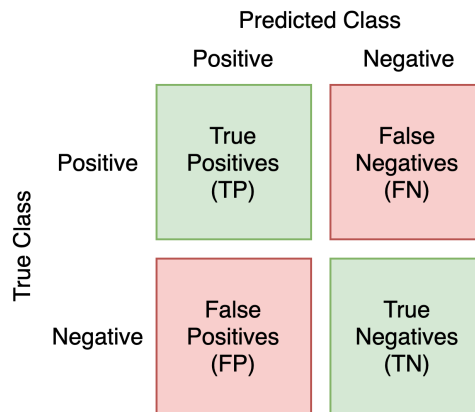 Predicted Class
Positive
Negative
True Class
Positive
True
Positives
(TP)
False
Negatives
(FN)
Negative
False
Positives
(FP)
True
Negatives
(TN)